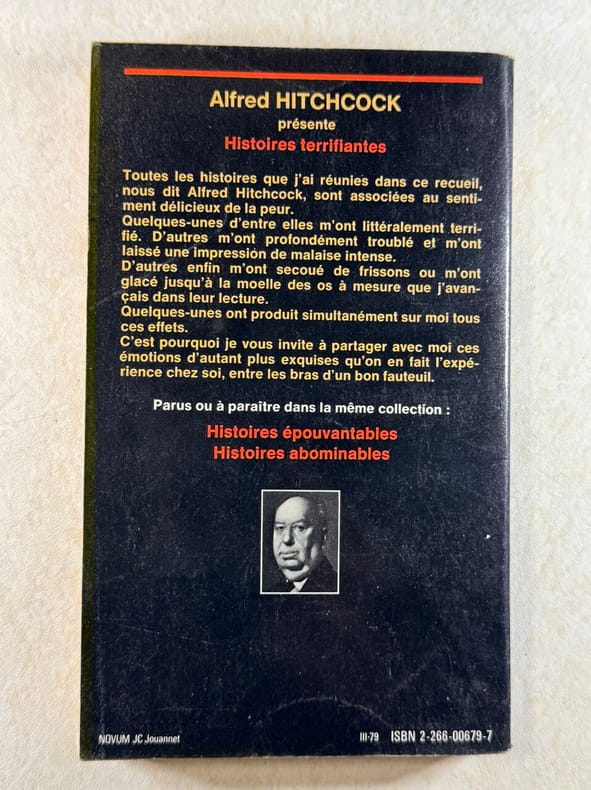 Alfred HITCHCOCK
présente
Histoires terrifiantes
Toutes les histoires que j'ai réunies dans ce recueil,
nous dit Alfred Hitchcock, sont associées au senti-
ment délicieux de la peur.
Quelques-unes d'entre elles m'ont littéralement terri-
fié. D'autres m'ont profondément troublé et m'ont
laissé une impression de malaise intense.
D'autres enfin m'ont secoué de frissons ou m'ont
glacé jusqu'à la moelle des os à mesure que j'avan-
çais dans leur lecture.
Quelques-unes ont produit simultanément sur moi tous
ces effets.
C'est pourquoi je vous invite à partager avec moi ces
émotions d'autant plus exquises qu'on en fait l'expé-
rience chez soi, entre les bras d'un bon fauteuil.
Parus ou à paraître dans la même collection :
Histoires épouvantables
Histoires abominables
NOVUM JC Jouannet
III-79 ISBN 2-266-00679-7